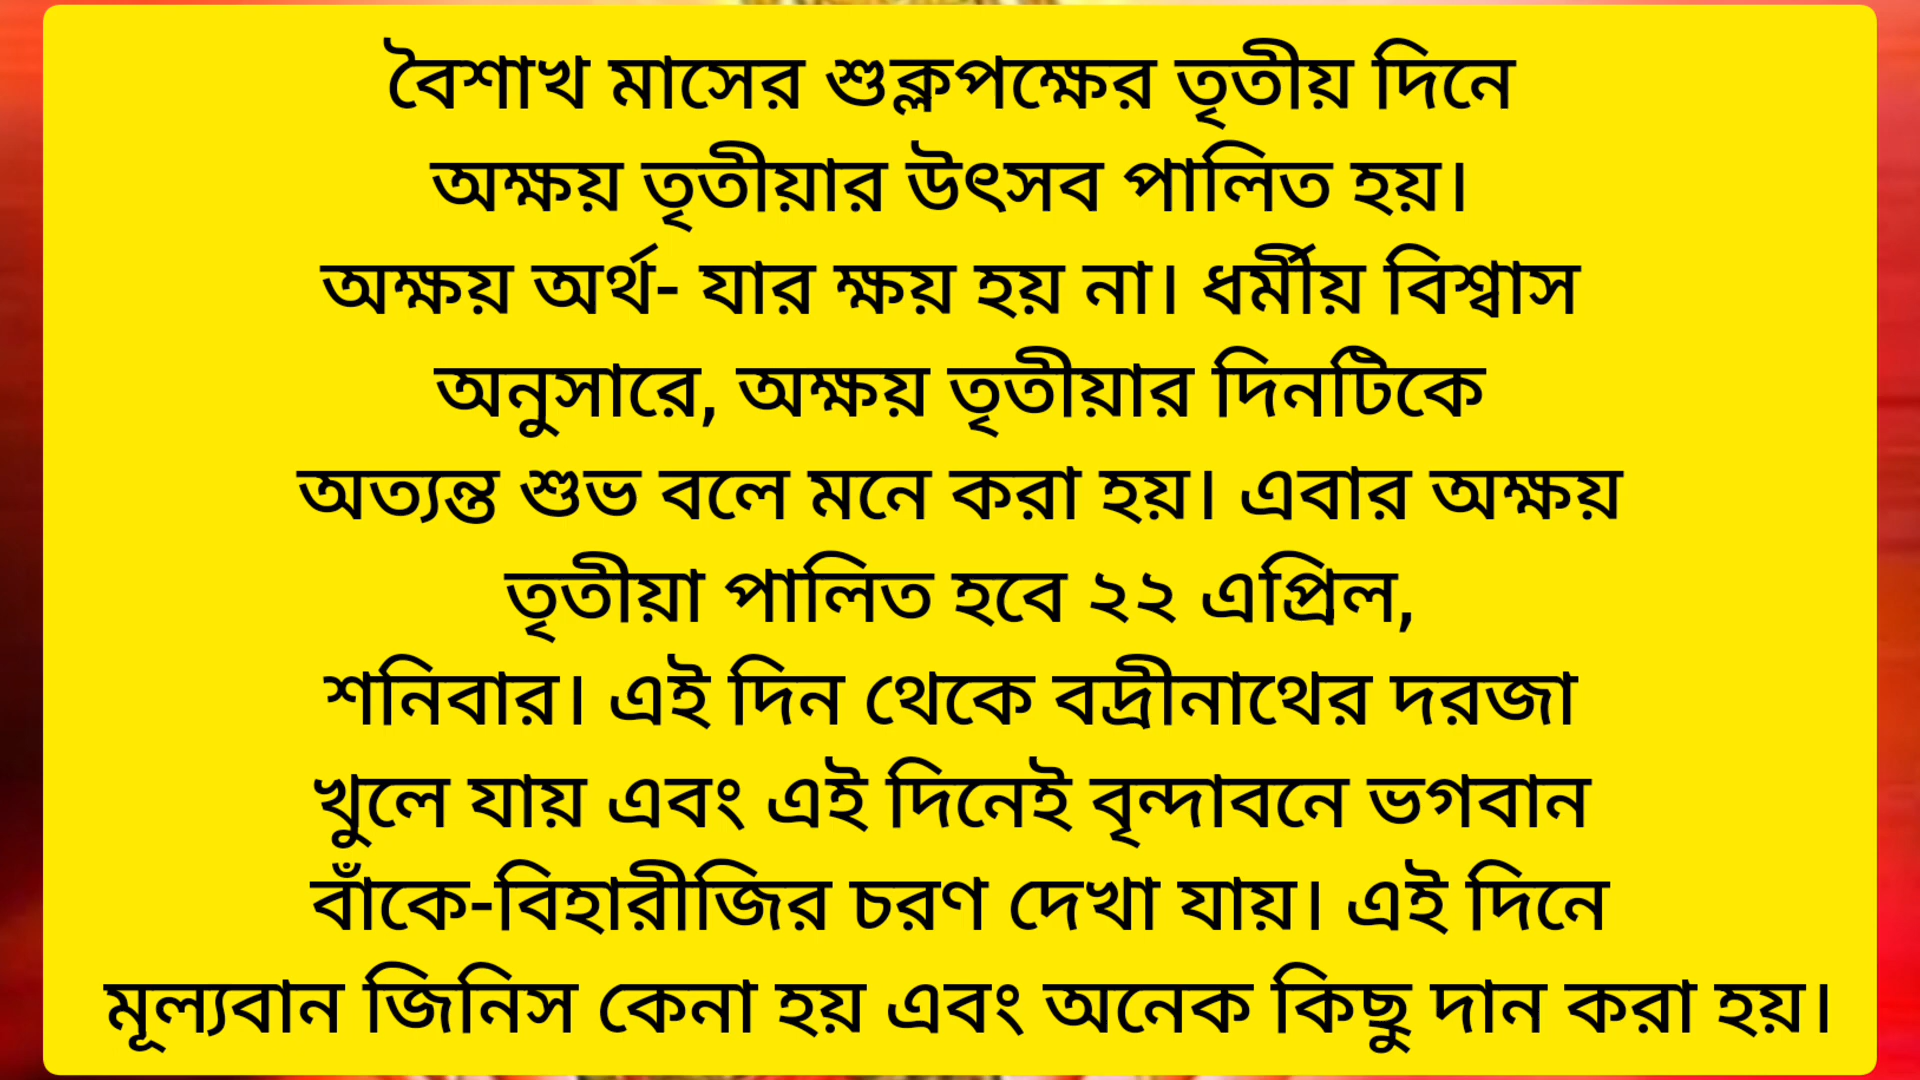 বৈশাখ মাসের শুক্লপক্ষের তৃতীয় দিনে
অক্ষয় তৃতীয়ার উৎসব পালিত হয়।
অক্ষয় অর্থ- যার ক্ষয় হয় না। ধর্মীয় বিশ্বাস
অনুসারে, অক্ষয় তৃতীয়ার দিনটিকে
অত্যন্ত শুভ বলে মনে করা হয়। এবার অক্ষয়
তৃতীয়া পালিত হবে ২২ এপ্রিল,
শনিবার। এই দিন থেকে বদ্রীনাথের দরজা
খুলে যায় এবং এই দিনেই বৃন্দাবনে ভগবান
বাঁকে-বিহারীজির চরণ দেখা যায়। এই দিনে
মূল্যবান জিনিস কেনা হয় এবং অনেক কিছু দান করা হয়।